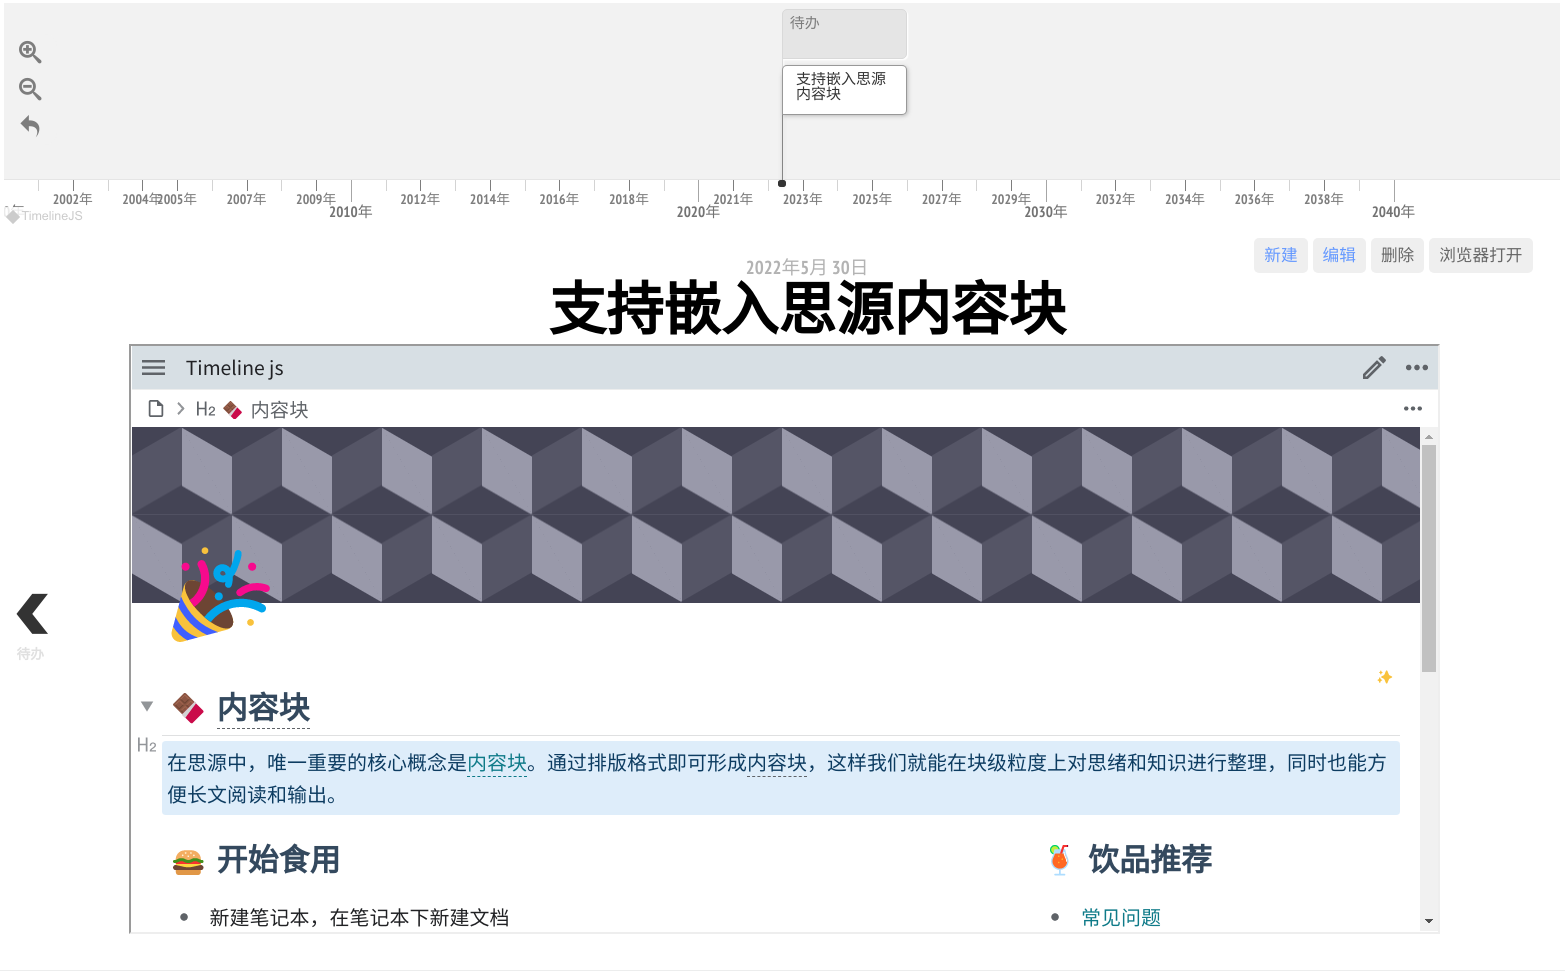 待办
支持嵌入思源
内容块
2002年 2004年 2005年 2007年 2009年 2012年 2014年 2016年 2018年 2021年 2023年 2025年 2027年 2029年 2032年 2034年 2036年 2038年
2010年 2020年 2030年 2040年
TimelineJS
新建 编辑 删除 浏览器打开
2022年5月 30日
支持嵌入思源内容块
Timeline js
H2 内容块
待办
内容块
H2
在思源中，唯一重要的核心概念是内容块。通过排版格式即可形成内容块，这样我们就能在块级粒度上对思绪和知识进行整理，同时也能方
便长文阅读和输出。
开始食用 饮品推荐
新建笔记本，在笔记本下新建文档 常见问题